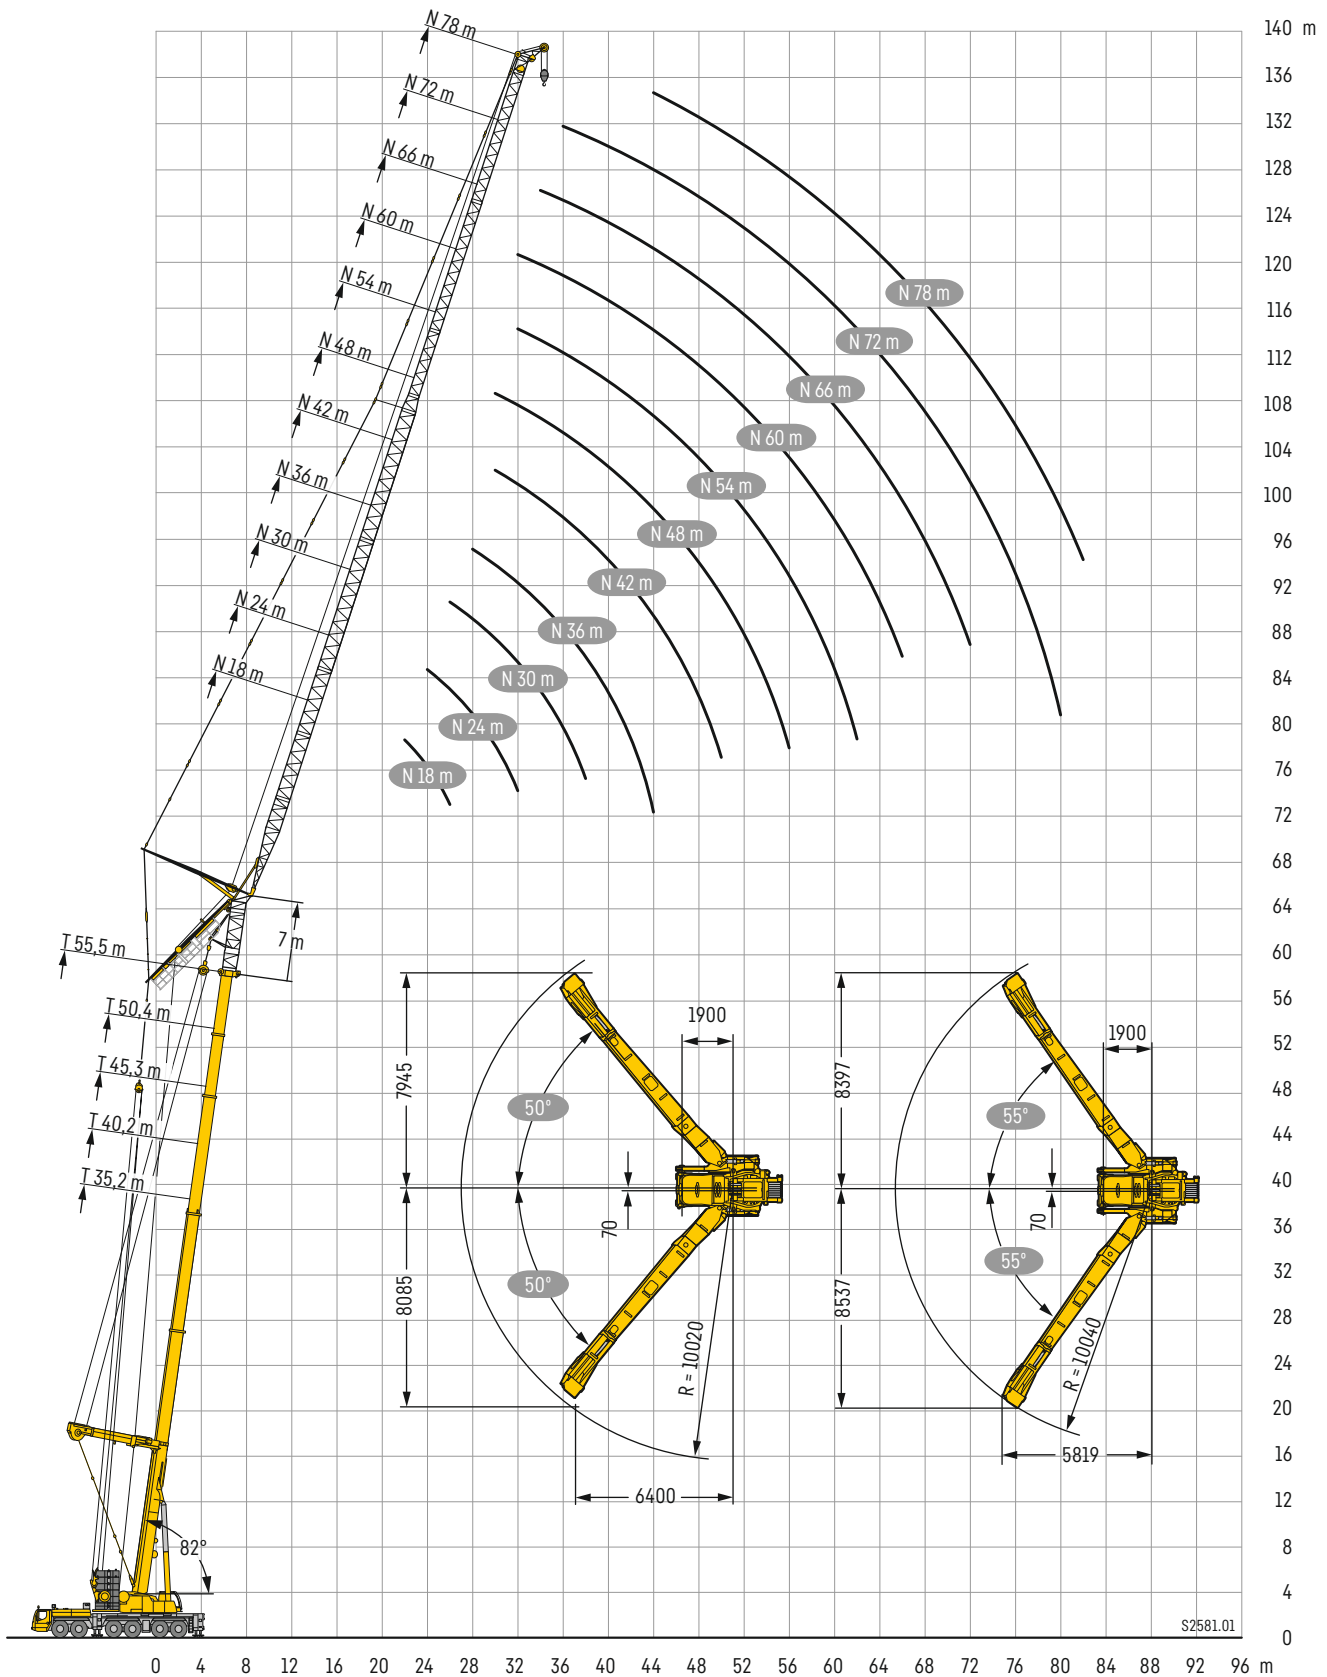 140 m
136
132
128
124
120
116
112
108
104
100
96
92
88
84
80
76
72
68
64
60
56
52
48
44
40
36
32
28
24
20
16
12
8
4
0
N 78 m
N 72 m
N 66 m
N 60 m
N 54 m
N 48 m
N 42 m
N 36 m
N 30 m
N 24 m
N 18 m
N 78 m
N 72 m
N 66 m
N 60 m
N 54 m
N 48 m
N 42 m
N 36 m
N 30 m
N 24 m
N 18 m
7 m
T 55,5 m
T 50,4 m
T 45,3 m
T 40,2 m
T 35,2 m
82°
7945
8085
1900
50°
50°
70
R = 10020
6400
8397
8537
1900
55°
55°
70
R = 10040
5819
S2581.01
0 4 8 12 16 20 24 28 32 36 40 44 48 52 56 60 64 68 72 76 80 84 88 92 96 m